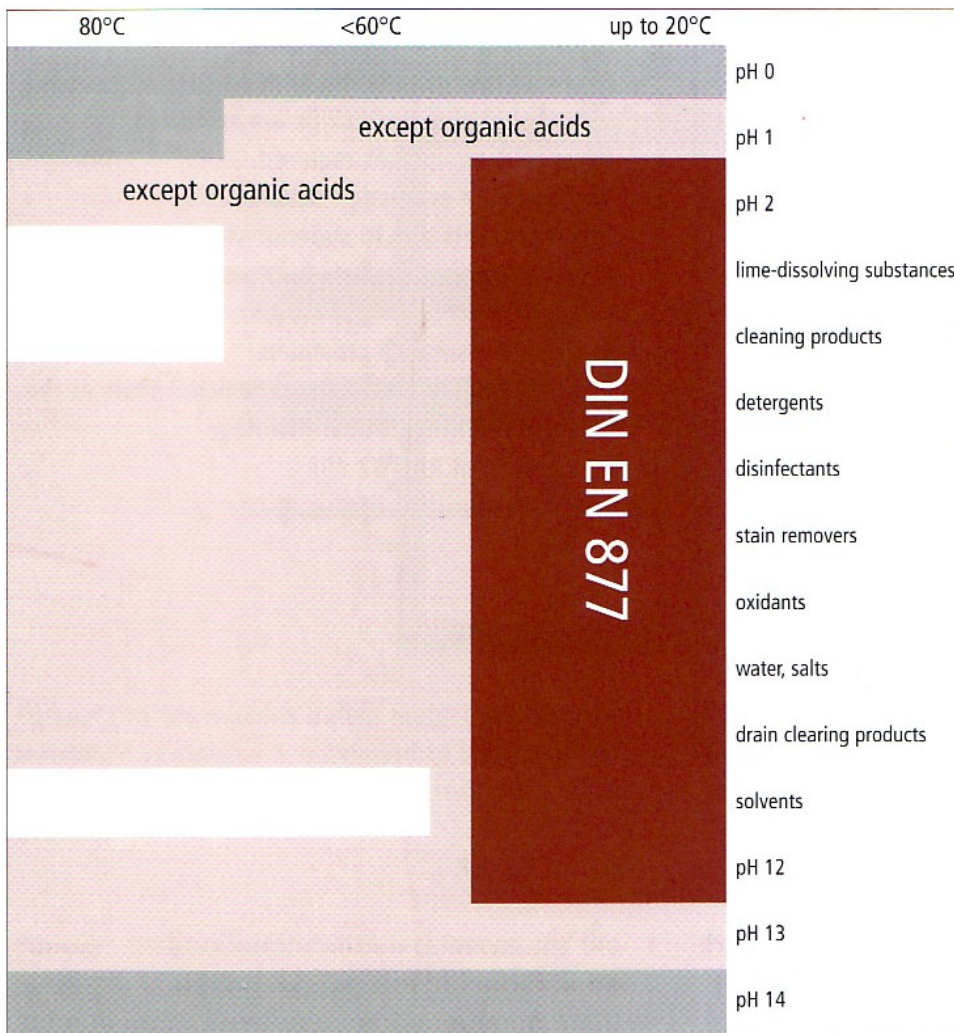 80°C <60°C up to 20°C
pH 0
except organic acids
pH 1
except organic acids
pH 2
lime-dissolving substances
cleaning products
detergents
DIN EN 877
disinfectants
stain removers
oxidants
water, salts
drain clearing products
solvents
pH 12
pH 13
pH 14